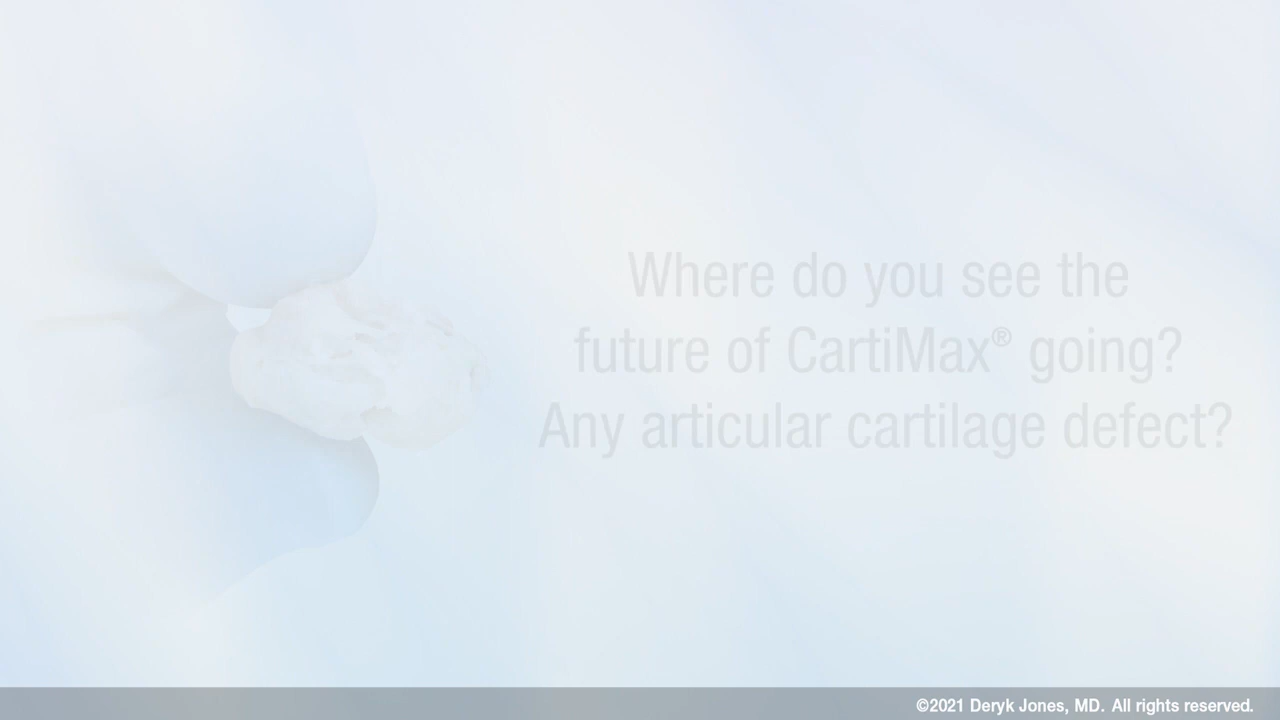 Where do you see the
future of CartiMax® going?
Any articular cartilage defect?
©2021 Deryk Jones, MD. All rights reserved.